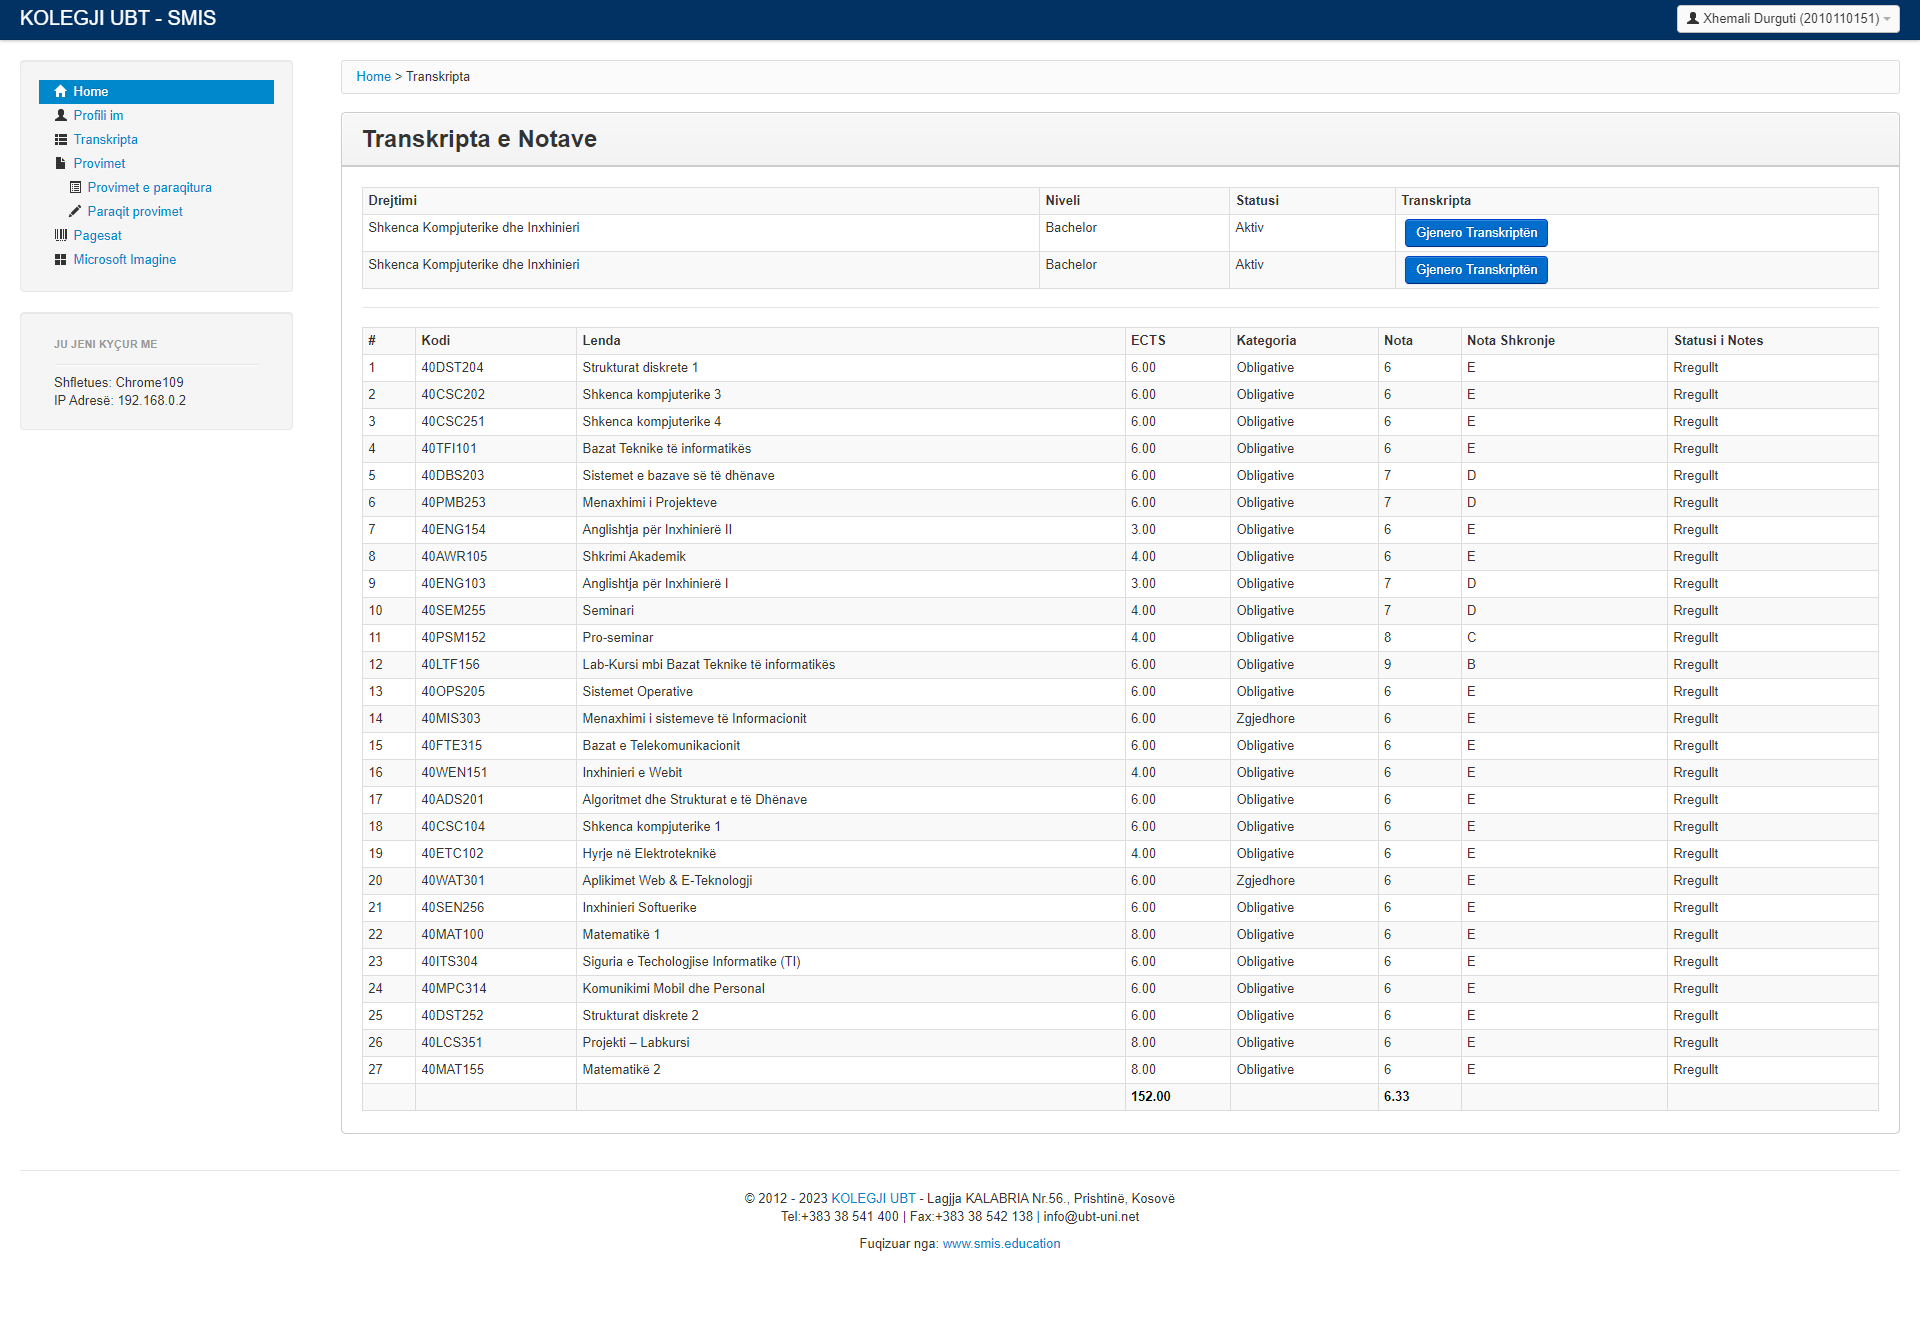 KOLEGJI UBT - SMIS
Xhemali Durguti (2010110151)
Home
Profili im
Transkripta
Provimet
Provimet e paraqitura
Paraqit provimet
Pagesat
Microsoft Imagine
JU JENI KYÇUR ME
Shfletues: Chrome109
IP Adresë: 192.168.0.2
Home > Transkripta
Transkripta e Notave
Drejtimi Niveli Statusi Transkripta
Shkenca Kompjuterike dhe Inxhinieri Bachelor Aktiv Gjenero Transkriptën
Shkenca Kompjuterike dhe Inxhinieri Bachelor Aktiv Gjenero Transkriptën
# Kodi Lenda ECTS Kategoria Nota Nota Shkronje Statusi i Notes
1 40DST204 Strukturat diskrete 1 6.00 Obligative 6 E Rregullt
2 40CSC202 Shkenca kompjuterike 3 6.00 Obligative 6 E Rregullt
3 40CSC251 Shkenca kompjuterike 4 6.00 Obligative 6 E Rregullt
4 40TFI101 Bazat Teknike të informatikës 6.00 Obligative 6 E Rregullt
5 40DBS203 Sistemet e bazave së të dhënave 6.00 Obligative 7 D Rregullt
6 40PMB253 Menaxhimi i Projekteve 6.00 Obligative 7 D Rregullt
7 40ENG154 Anglishtja për Inxhinierë II 3.00 Obligative 6 E Rregullt
8 40AWR105 Shkrimi Akademik 4.00 Obligative 6 E Rregullt
9 40ENG103 Anglishtja për Inxhinierë I 3.00 Obligative 7 D Rregullt
10 40SEM255 Seminari 4.00 Obligative 7 D Rregullt
11 40PSM152 Pro-seminar 4.00 Obligative 8 C Rregullt
12 40LTF156 Lab-Kursi mbi Bazat Teknike të informatikës 6.00 Obligative 9 B Rregullt
13 40OPS205 Sistemet Operative 6.00 Obligative 6 E Rregullt
14 40MIS303 Menaxhimi i sistemeve të Informacionit 6.00 Zgjedhore 6 E Rregullt
15 40FTE315 Bazat e Telekomunikacionit 6.00 Obligative 6 E Rregullt
16 40WEN151 Inxhinieri e Webit 4.00 Obligative 6 E Rregullt
17 40ADS201 Algoritmet dhe Strukturat e të Dhënave 6.00 Obligative 6 E Rregullt
18 40CSC104 Shkenca kompjuterike 1 6.00 Obligative 6 E Rregullt
19 40ETC102 Hyrje në Elektroteknikë 4.00 Obligative 6 E Rregullt
20 40WAT301 Aplikimet Web & E-Teknologji 6.00 Zgjedhore 6 E Rregullt
21 40SEN256 Inxhinieri Softuerike 6.00 Obligative 6 E Rregullt
22 40MAT100 Matematikë 1 8.00 Obligative 6 E Rregullt
23 40ITS304 Siguria e Techologjise Informatike (TI) 6.00 Obligative 6 E Rregullt
24 40MPC314 Komunikimi Mobil dhe Personal 6.00 Obligative 6 E Rregullt
25 40DST252 Strukturat diskrete 2 6.00 Obligative 6 E Rregullt
26 40LCS351 Projekti – Labkursi 8.00 Obligative 6 E Rregullt
27 40MAT155 Matematikë 2 8.00 Obligative 6 E Rregullt
152.00 6.33
© 2012 - 2023 KOLEGJI UBT - Lagjja KALABRIA Nr.56., Prishtinë, Kosovë
Tel:+383 38 541 400 | Fax:+383 38 542 138 | info@ubt-uni.net
Fuqizuar nga: www.smis.education